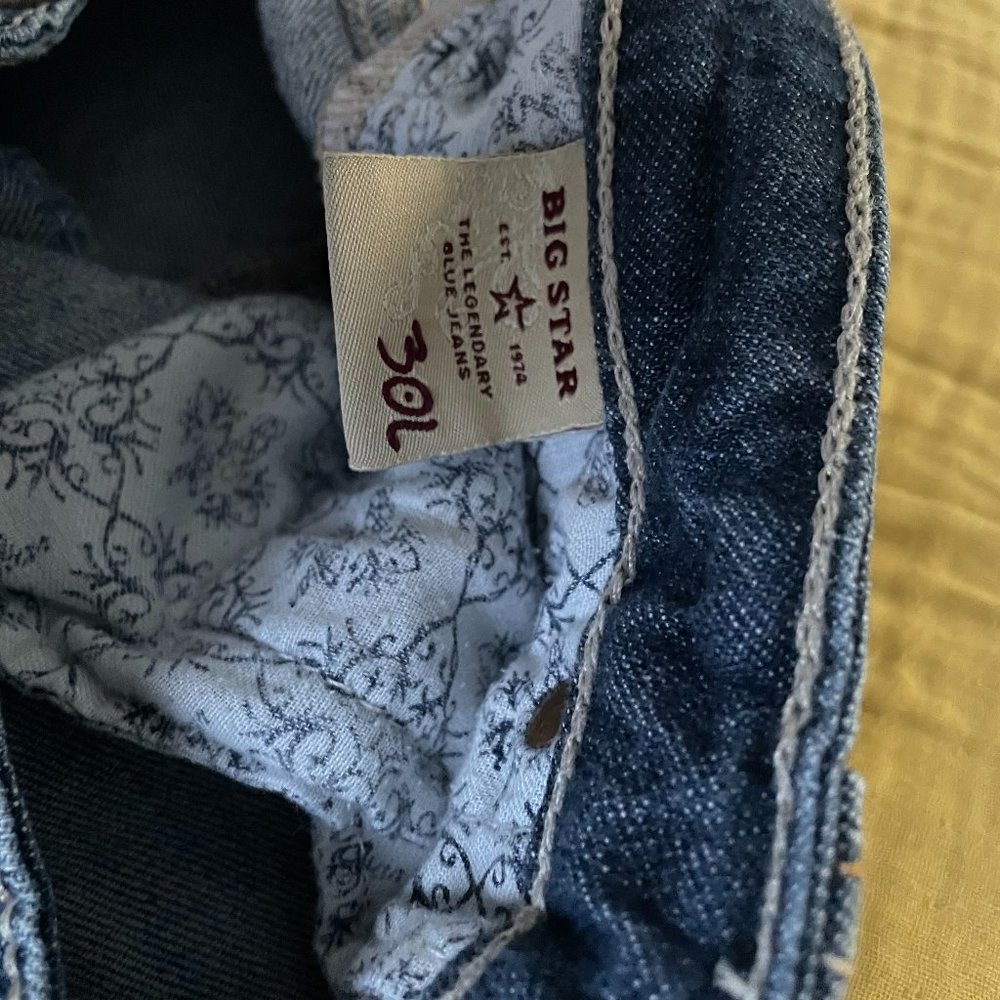 BIG STAR
EST. 1974
THE LEGENDARY
BLUE JEANS
30L